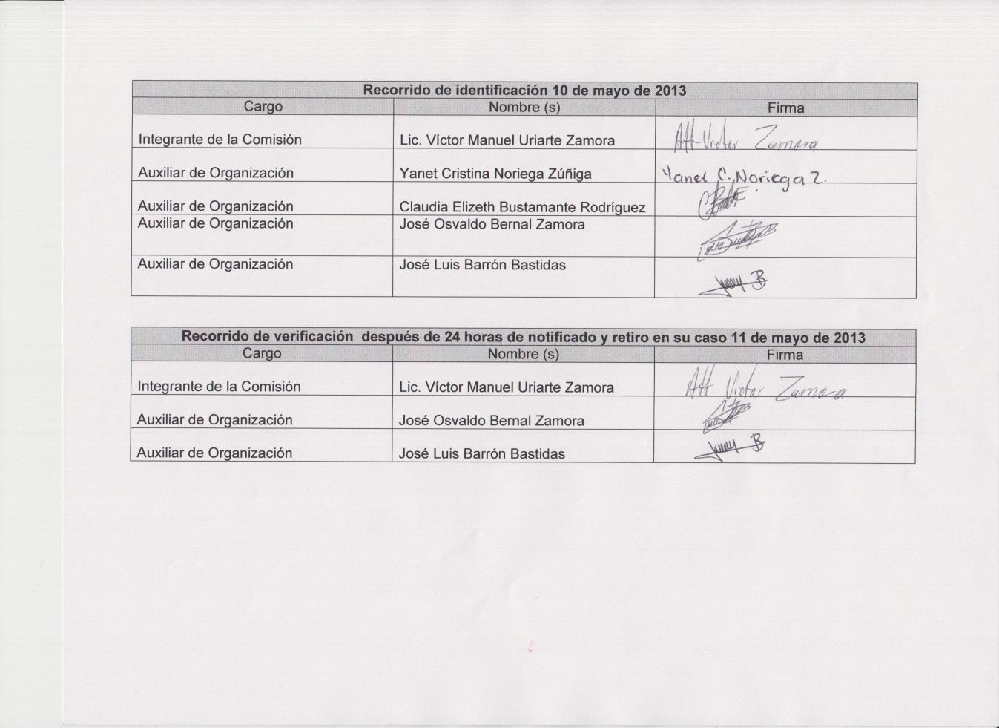 Recorrido de identificación 10 de mayo de 2013
Cargo Nombre (s) Firma
Integrante de la Comisión Lic. Víctor Manuel Uriarte Zamora Att Victor Zamora
Auxiliar de Organización Yanet Cristina Noriega Zúñiga Yanet C. Noriega Z.
Auxiliar de Organización Claudia Elizeth Bustamante Rodríguez
Auxiliar de Organización José Osvaldo Bernal Zamora
Auxiliar de Organización José Luis Barrón Bastidas
Recorrido de verificación después de 24 horas de notificado y retiro en su caso 11 de mayo de 2013
Cargo Nombre (s) Firma
Integrante de la Comisión Lic. Víctor Manuel Uriarte Zamora Att Victor Zamora
Auxiliar de Organización José Osvaldo Bernal Zamora
Auxiliar de Organización José Luis Barrón Bastidas